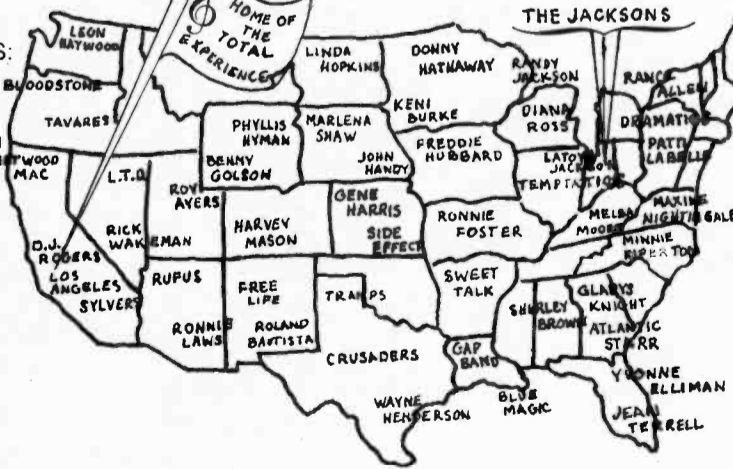 HOME OF
THE
TOTAL
EXPERIENCE
THE JACKSONS
S:
LEON
HAYWOOD
BLOODSTONE
TAVARES
MAC
L.T.D.
D.J.
ROGERS
LOS
ANGELES
SYLVERS
RICK
WAKEMAN
ROY
AYERS
PHYLLIS
HYMAN
BENNY
GOLSON
LINDA
HOPKINS
MARLENA
SHAW
JOHN
HANDY
DONNY
HATHAWAY
KENI
BURKE
FREDDIE
HUBBARD
RANDY
JACKSON
DIANA
ROSS
LATOYA
JACKSON
TEMPTATIONS
RANCE
ALLEN
DRAMATICS
PATTI
LABELLE
MAXINE
NIGHTINGALE
MELBA
MOORE
MINNIE
RIPERTON
GENE
HARRIS
SIDE
EFFECT
HARVEY
MASON
RONNIE
FOSTER
RUFUS
RONNIE
LAWS
FREE
LIFE
ROLAND
BAUTISTA
TRAMPS
SWEET
TALK
SHIRLEY
BROWN
GLADYS
KNIGHT
ATLANTIC
STARR
CRUSADERS
GAP
BAND
WAYNE
HENDERSON
BLUE
MAGIC
YVONNE
ELLIMAN
JEAN
TERRELL